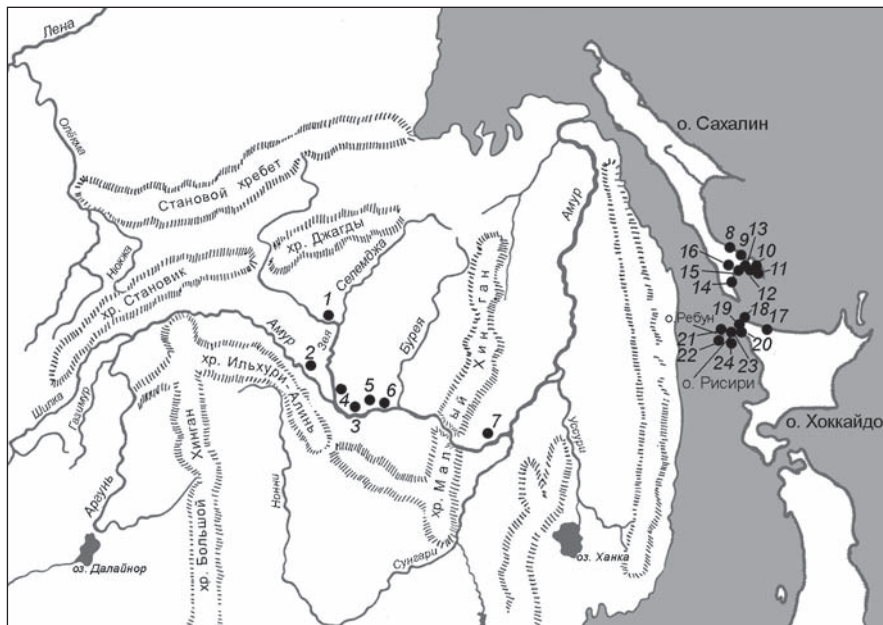 Лена
о. Сахалин
Олёкма
Становой хребет
Амур
хр. Джагды
Нюкжа
Селемджа
хр. Становик
8
9
13
16
10
15
11
14
12
1
Амур
Зея
Бурея
Хинган
19
18
17
о.Ребун
2
20
21
22
24
23
о. Рисири
хр. Ильхури-Алинь
Шилка
Газимур
4
5
6
3
7
Уссури
о. Хоккайдо
хр. Малый
Хинган
хр. Большой
Аргунь
Нонни
Сунгари
оз. Ханка
оз. Далайнор